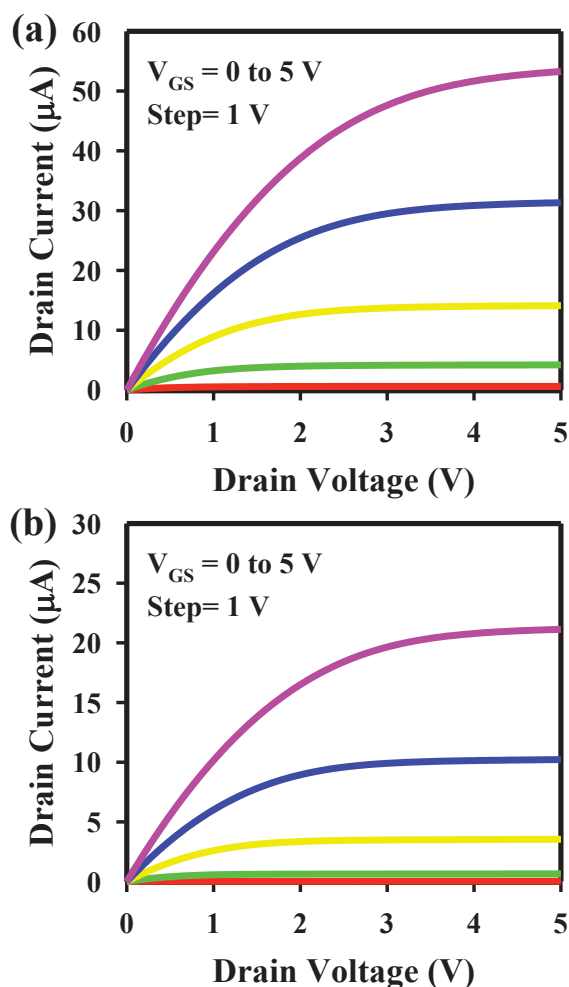 (a)
60
50
40
30
20
10
0
Drain Current (μA)
V_GS = 0 to 5 V
Step= 1 V
0 1 2 3 4 5
Drain Voltage (V)
(b)
30
25
20
15
10
5
0
Drain Current (μA)
V_GS = 0 to 5 V
Step= 1 V
0 1 2 3 4 5
Drain Voltage (V)